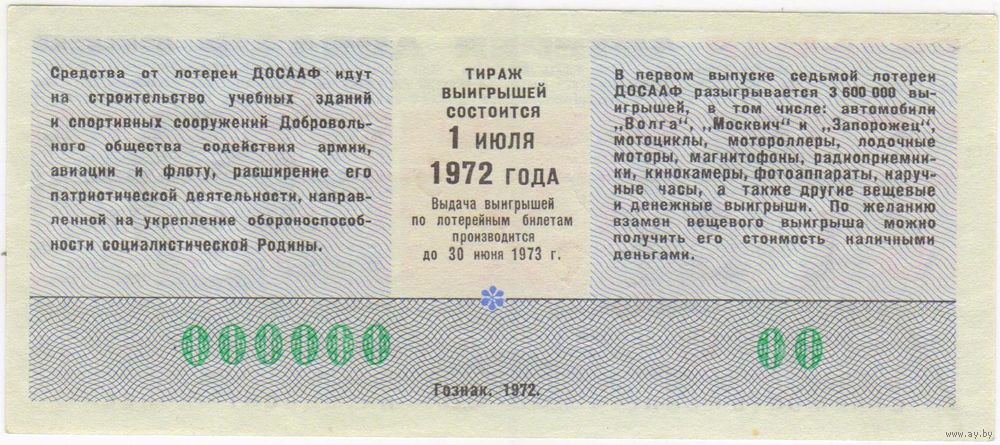 Средства от лотереи ДОСААФ идут
на строительство учебных зданий
и спортивных сооружений Доброволь-
ного общества содействия армии,
авиации и флоту, расширение его
патриотической деятельности, направ-
ленной на укрепление обороноспособ-
ности социалистической Родины.
ТИРАЖ
ВЫИГРЫШЕЙ
СОСТОИТСЯ
1 ИЮЛЯ
1972 ГОДА
Выдача выигрышей
по лотерейным билетам
производится
до 30 июня 1973 г.
В первом выпуске седьмой лотереи
ДОСААФ разыгрывается 3 600 000 вы-
игрышей, в том числе: автомобили
„Волга“, „Москвич“ и „Запорожец“,
мотоциклы, мотороллеры, лодочные
моторы, магнитофоны, радиоприемни-
ки, кинокамеры, фотоаппараты, наруч-
ные часы, а также другие вещевые
и денежные выигрыши. По желанию
взамен вещевого выигрыша можно
получить его стоимость наличными
деньгами.
000000
00
Гознак. 1972.
www.ay.by